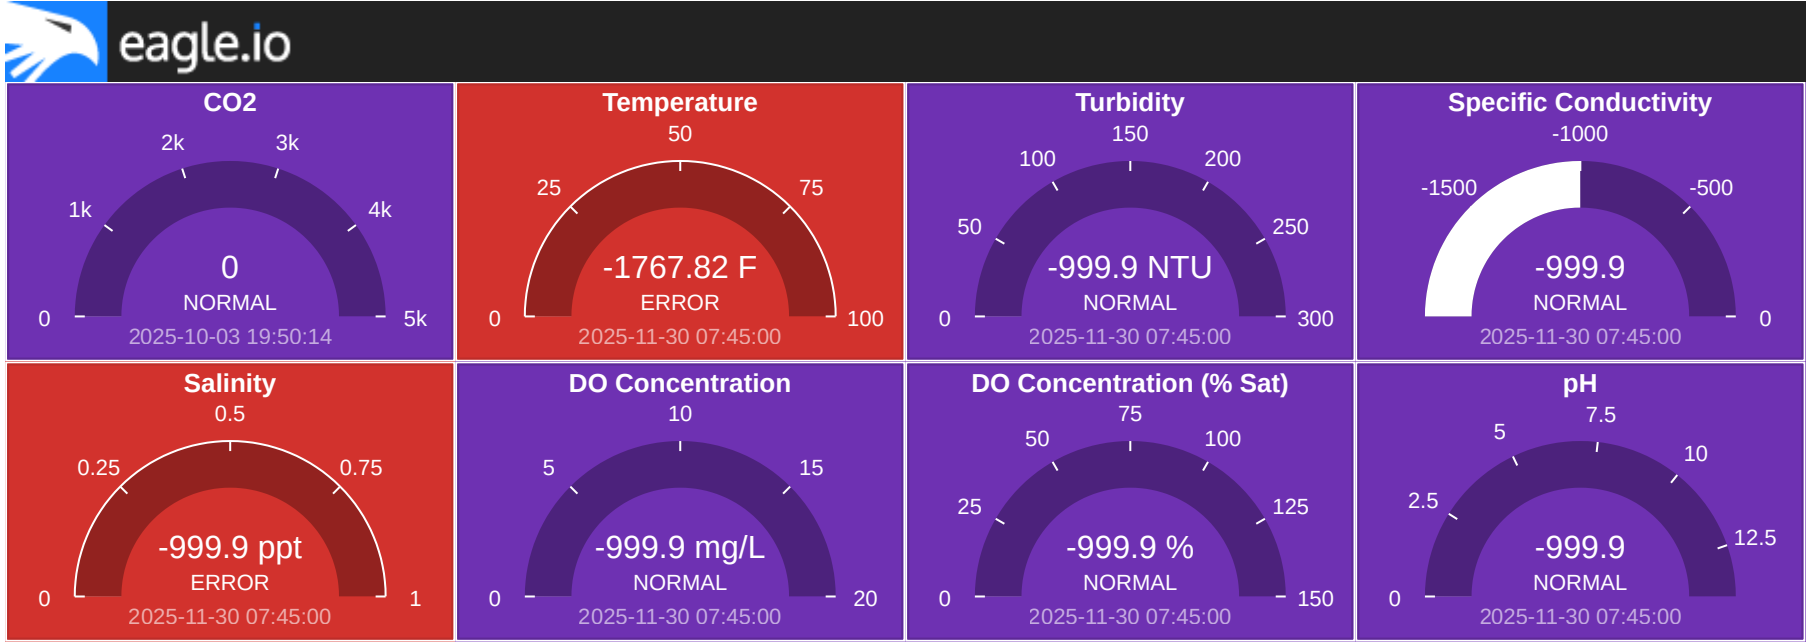 eagle.io
CO2
2k
3k
1k
4k
0
NORMAL
0
5k
2025-10-03 19:50:14
Temperature
50
25
75
-1767.82 F
ERROR
0
100
2025-11-30 07:45:00
Turbidity
150
100
200
50
250
-999.9 NTU
NORMAL
0
300
2025-11-30 07:45:00
Specific Conductivity
-1000
-1500
-500
-999.9
NORMAL
0
2025-11-30 07:45:00
Salinity
0.5
0.25
0.75
-999.9 ppt
ERROR
0
1
2025-11-30 07:45:00
DO Concentration
10
5
15
-999.9 mg/L
NORMAL
0
20
2025-11-30 07:45:00
DO Concentration (% Sat)
75
50
100
25
125
-999.9 %
NORMAL
0
150
2025-11-30 07:45:00
pH
7.5
5
10
2.5
12.5
-999.9
NORMAL
0
2025-11-30 07:45:00